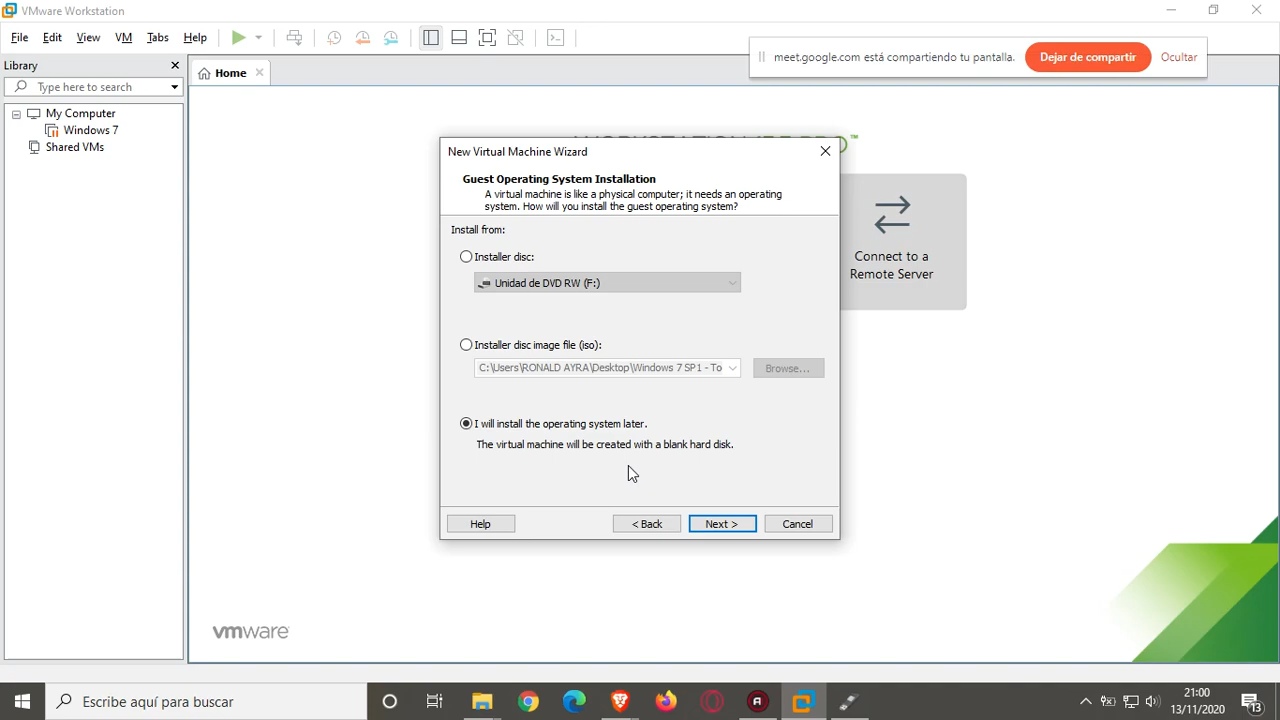 VMware Workstation
File Edit View VM Tabs Help
meet.google.com está compartiendo tu pantalla. Dejar de compartir Ocultar
Library
Home
Type here to search
My Computer
Windows 7
Shared VMs
New Virtual Machine Wizard
Guest Operating System Installation
A virtual machine is like a physical computer; it needs an operating
system. How will you install the guest operating system?
Install from:
Installer disc:
Unidad de DVD RW (F:)
Installer disc image file (iso):
C:\Users\RONALD AYRA\Desktop\Windows 7 SP1 - To
Browse...
I will install the operating system later.
The virtual machine will be created with a blank hard disk.
Help
< Back
Next >
Cancel
Connect to a
Remote Server
vmware
Escribe aquí para buscar
21:00
13/11/2020
13